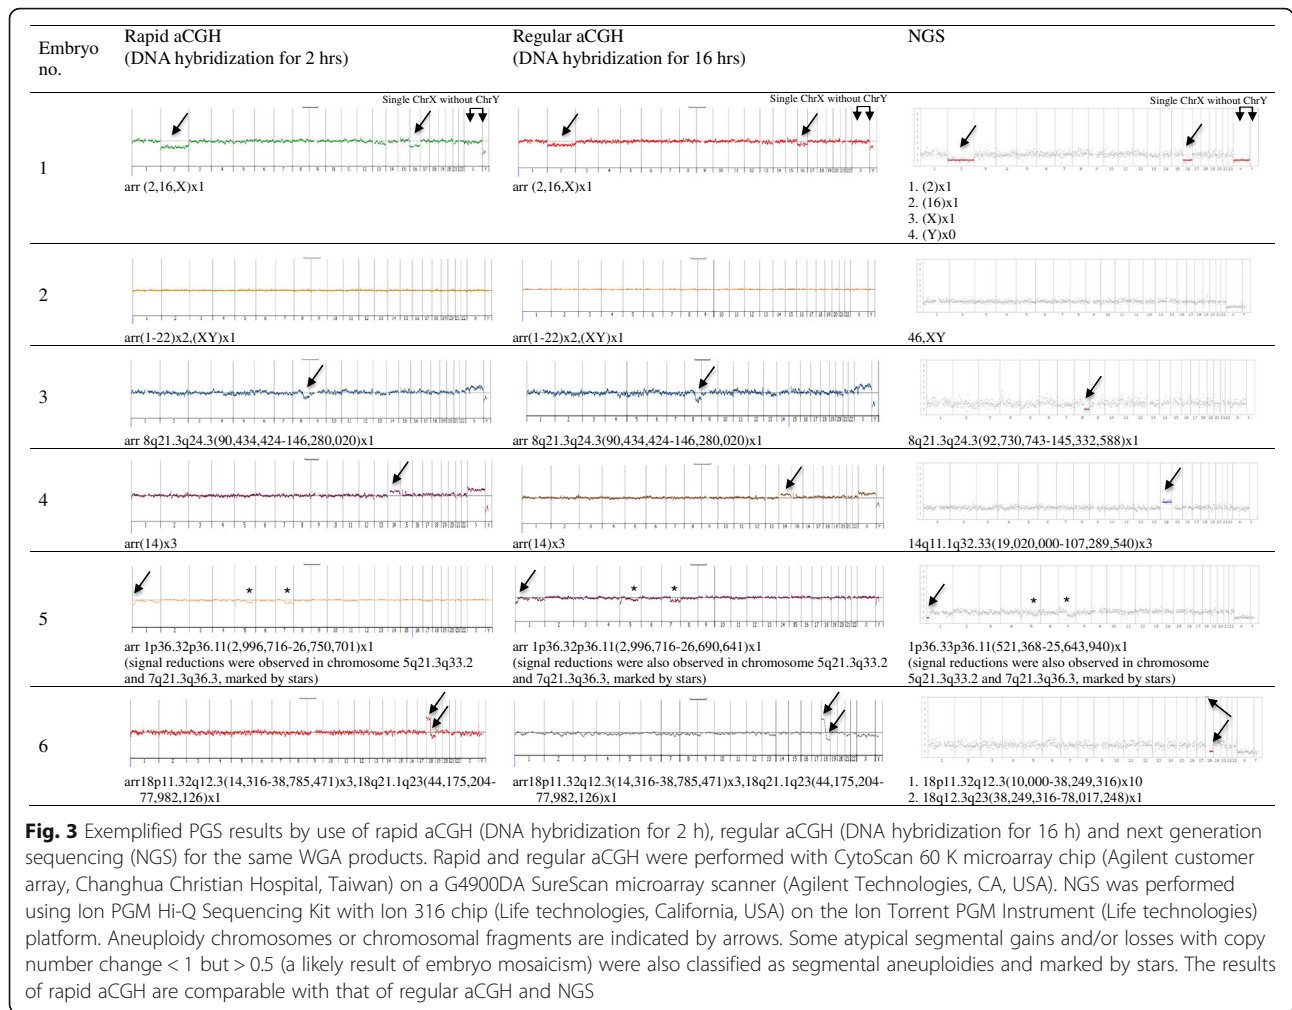 Embryo no.
Rapid aCGH
(DNA hybridization for 2 hrs)
Regular aCGH
(DNA hybridization for 16 hrs)
NGS
1
Single ChrX without ChrY
arr (2,16,X)x1
Single ChrX without ChrY
arr (2,16,X)x1
Single ChrX without ChrY
1. (2)x1
2. (16)x1
3. (X)x1
4. (Y)x0
2
arr(1-22)x2,(XY)x1
arr(1-22)x2,(XY)x1
46,XY
3
arr 8q21.3q24.3(90,434,424-146,280,020)x1
arr 8q21.3q24.3(90,434,424-146,280,020)x1
8q21.3q24.3(92,730,743-145,332,588)x1
4
arr(14)x3
arr(14)x3
14q11.1q32.33(19,020,000-107,289,540)x3
5
* *
arr 1p36.32p36.11(2,996,716-26,750,701)x1
(signal reductions were observed in chromosome 5q21.3q33.2
and 7q21.3q36.3, marked by stars)
* *
arr 1p36.32p36.11(2,996,716-26,690,641)x1
(signal reductions were also observed in chromosome 5q21.3q33.2
and 7q21.3q36.3, marked by stars)
* *
1p36.33p36.11(521,368-25,643,940)x1
(signal reductions were also observed in chromosome
5q21.3q33.2 and 7q21.3q36.3, marked by stars)
6
arr18p11.32q12.3(14,316-38,785,471)x3,18q21.1q23(44,175,204-
77,982,126)x1
arr18p11.32q12.3(14,316-38,785,471)x3,18q21.1q23(44,175,204-
77,982,126)x1
1. 18p11.32q12.3(10,000-38,249,316)x10
2. 18q12.3q23(38,249,316-78,017,248)x1
Fig. 3 Exemplified PGS results by use of rapid aCGH (DNA hybridization for 2 h), regular aCGH (DNA hybridization for 16 h) and next generation
sequencing (NGS) for the same WGA products. Rapid and regular aCGH were performed with CytoScan 60 K microarray chip (Agilent customer
array, Changhua Christian Hospital, Taiwan) on a G4900DA SureScan microarray scanner (Agilent Technologies, CA, USA). NGS was performed
using Ion PGM Hi-Q Sequencing Kit with Ion 316 chip (Life technologies, California, USA) on the Ion Torrent PGM Instrument (Life technologies)
platform. Aneuploidy chromosomes or chromosomal fragments are indicated by arrows. Some atypical segmental gains and/or losses with copy
number change < 1 but > 0.5 (a likely result of embryo mosaicism) were also classified as segmental aneuploidies and marked by stars. The results
of rapid aCGH are comparable with that of regular aCGH and NGS